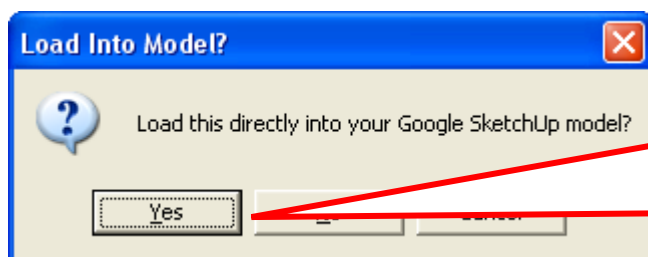 Load Into Model?
Load this directly into your Google SketchUp model?
Yes